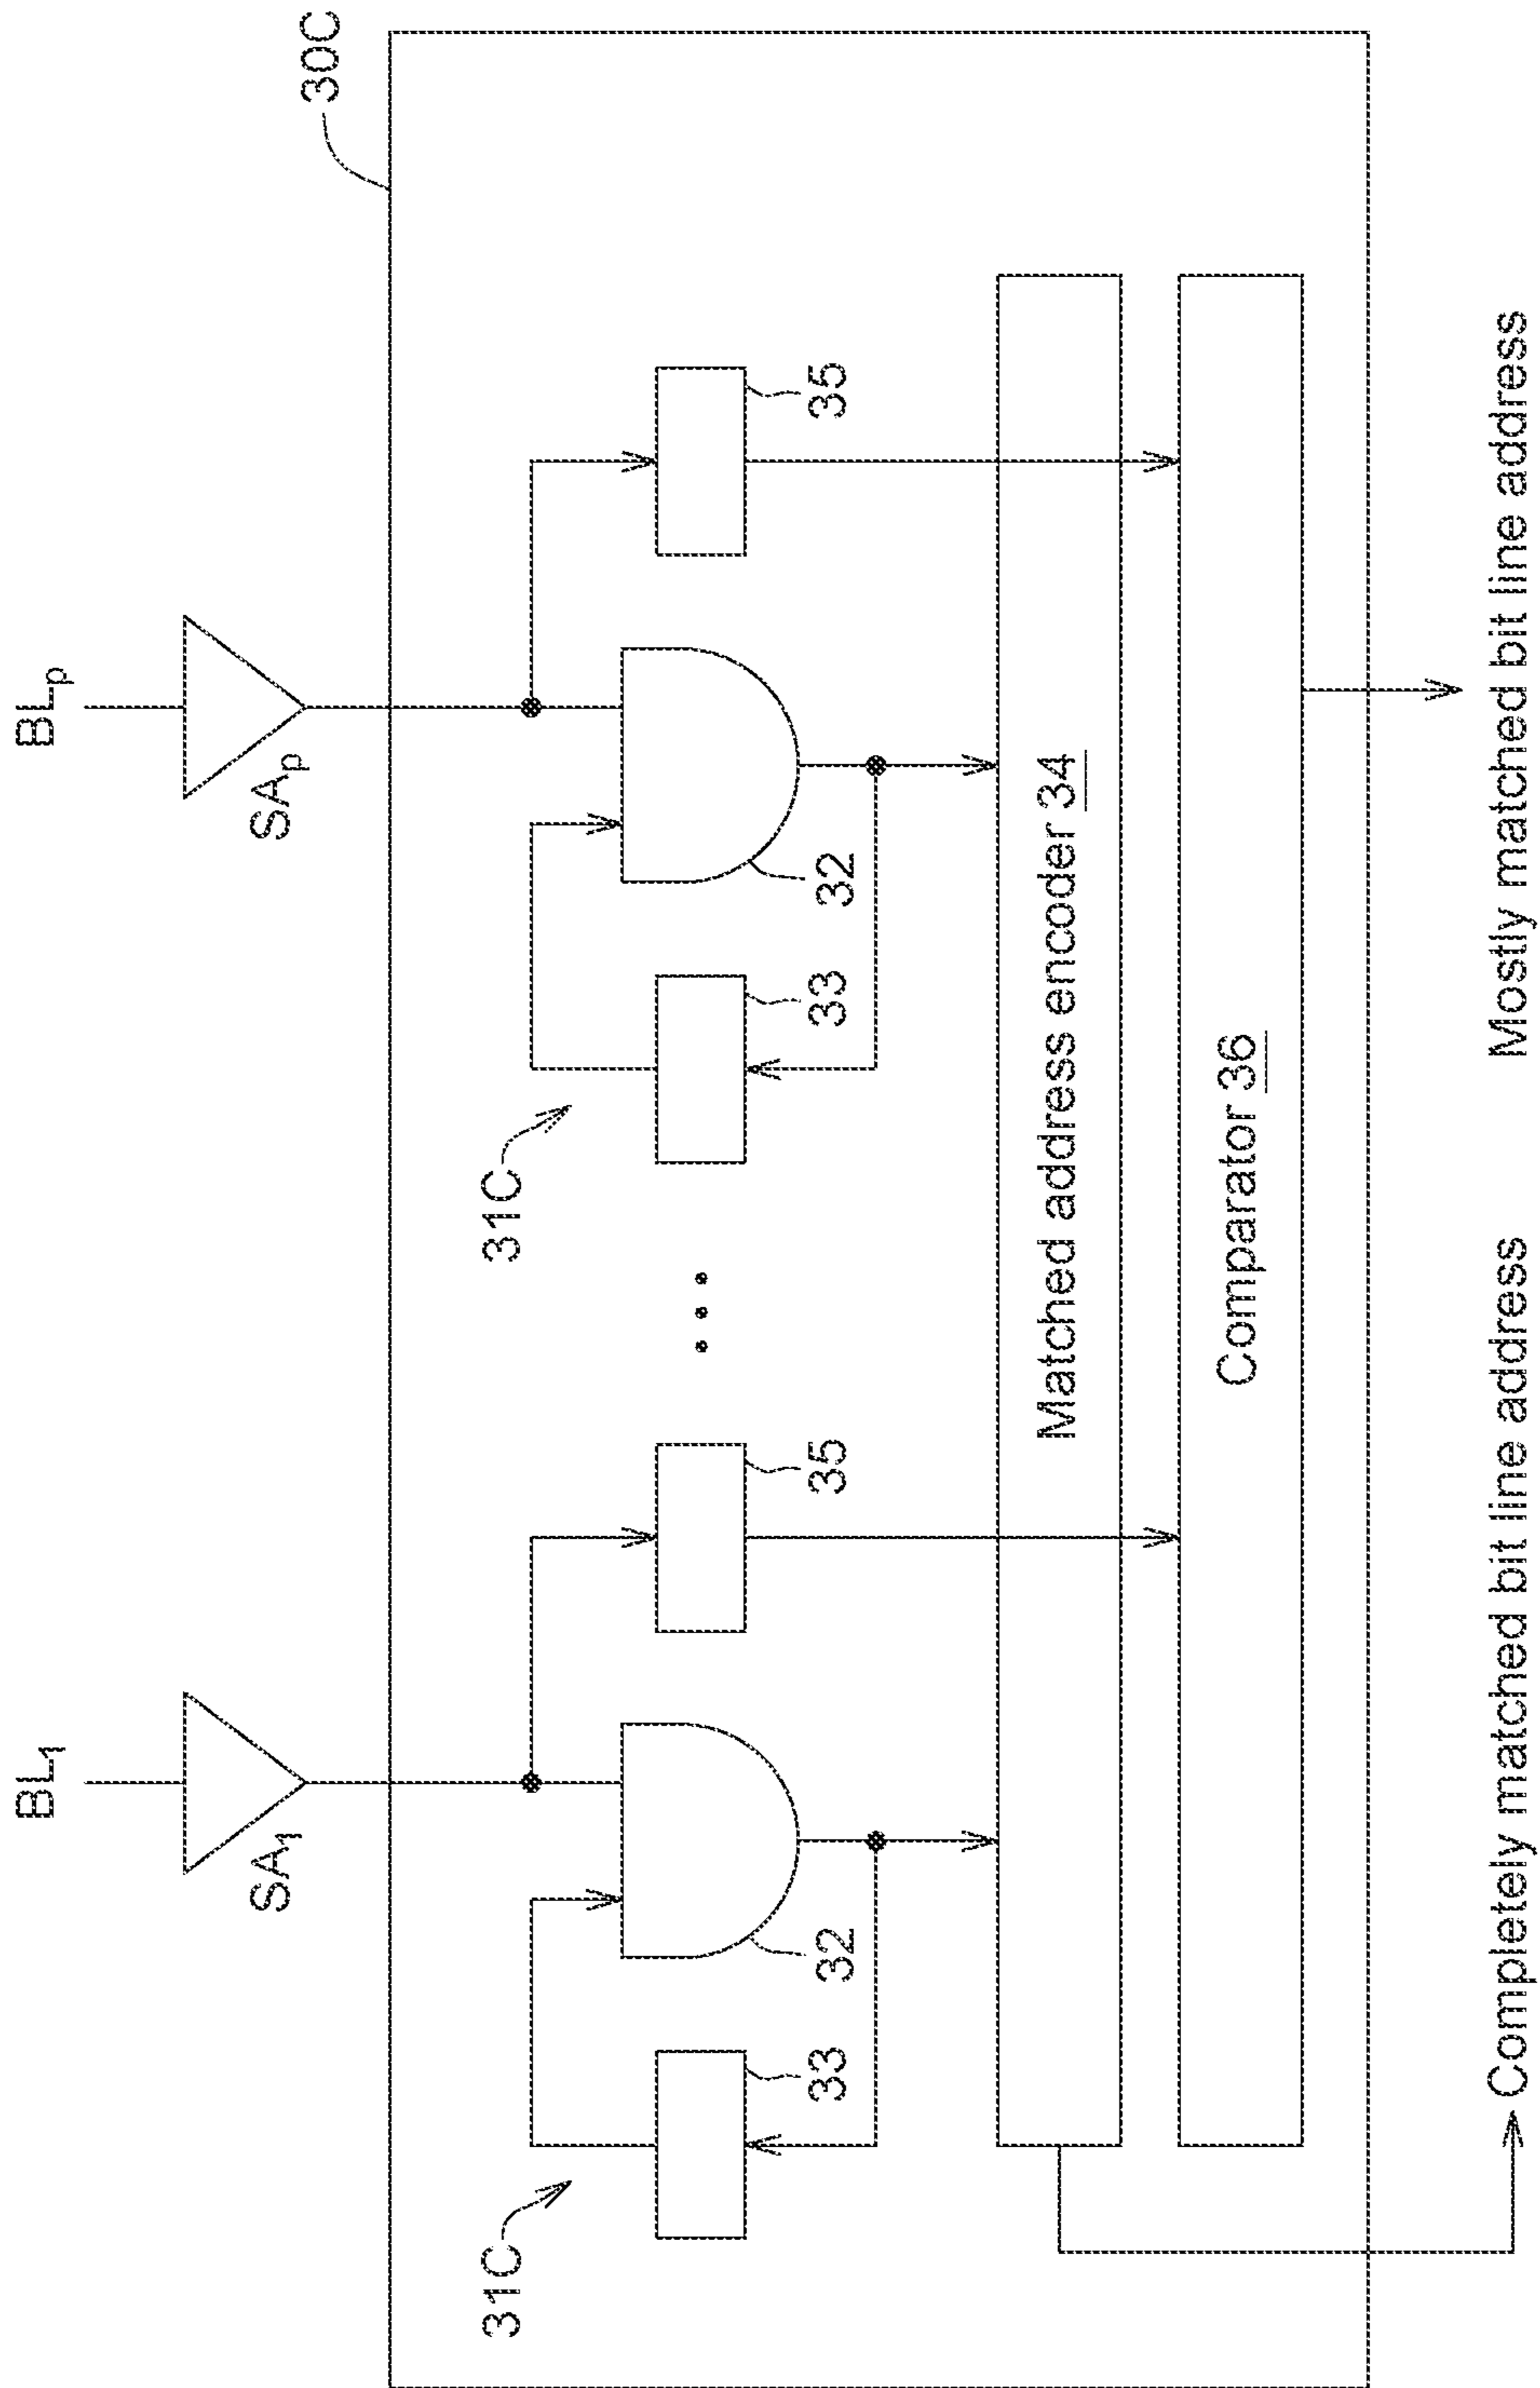 BL1
BLp
SA1
SAp
30C
31C
31C
33
32
35
33
32
35
Matched address encoder 34
Comparator 36
Completely matched bit line address
Mostly matched bit line address